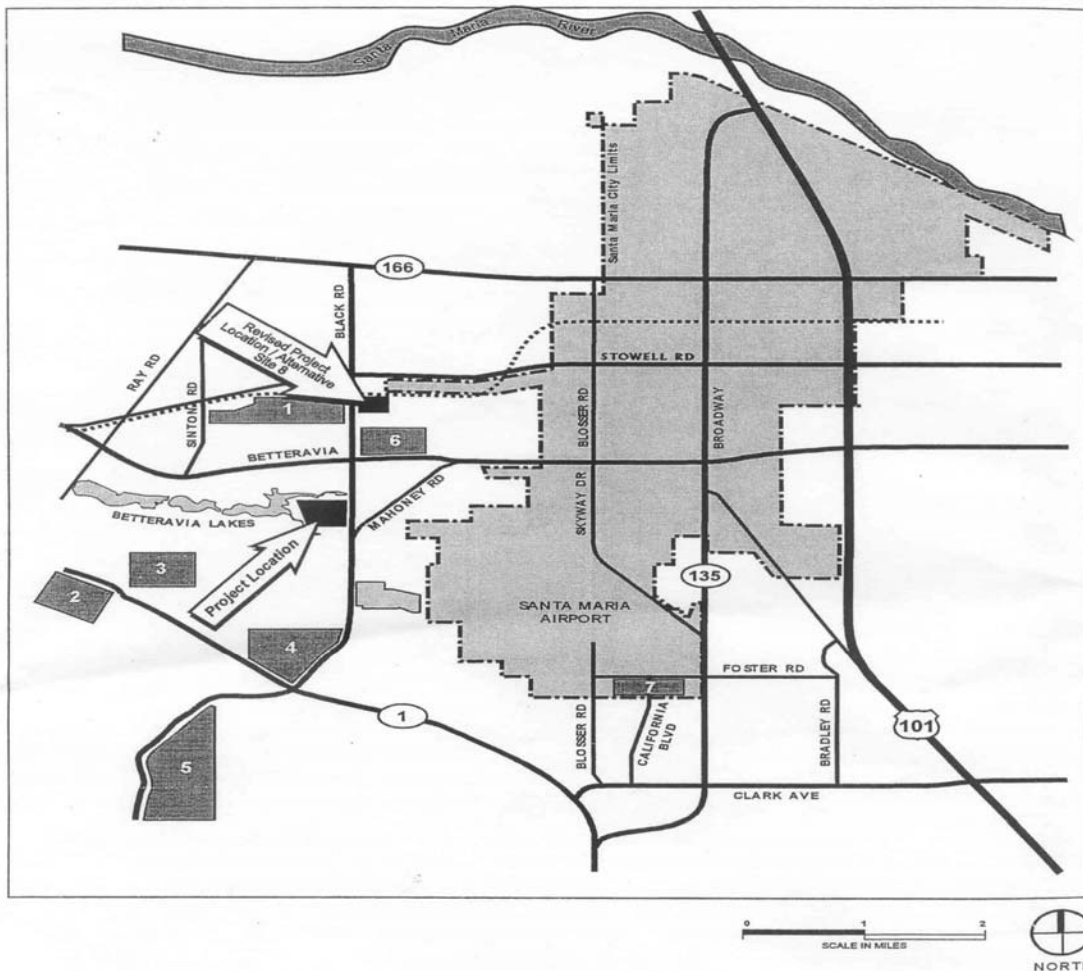 Santa Maria River
Santa Maria City Limits
166
BLACK RD
RAY RD
Revised Project
Location / Alternative
Site 8
STOWELL RD
SINTON RD
1
6
BLOSSER RD
BROADWAY
BETTERAVIA
MAHONEY RD
SKYWAY DR
BETTERAVIA LAKES
Project Location
3
2
135
SANTA MARIA
AIRPORT
4
FOSTER RD
7
1
5
BLOSSER RD
CALIFORNIA
BLVD
BRADLEY RD
101
CLARK AVE
0 1 2
SCALE IN MILES
NORTH